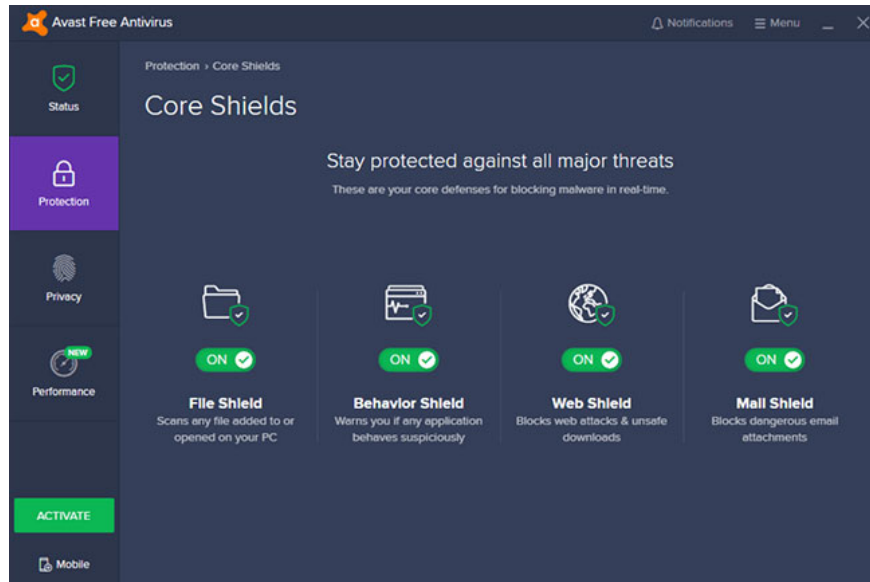 Avast Free Antivirus
Notifications
Menu
Status
Protection
Privacy
NEW
Performance
ACTIVATE
Mobile
Protection › Core Shields
Core Shields
Stay protected against all major threats
These are your core defenses for blocking malware in real-time.
ON
File Shield
Scans any file added to or
opened on your PC
ON
Behavior Shield
Warns you if any application
behaves suspiciously
ON
Web Shield
Blocks web attacks & unsafe
downloads
ON
Mail Shield
Blocks dangerous email
attachments